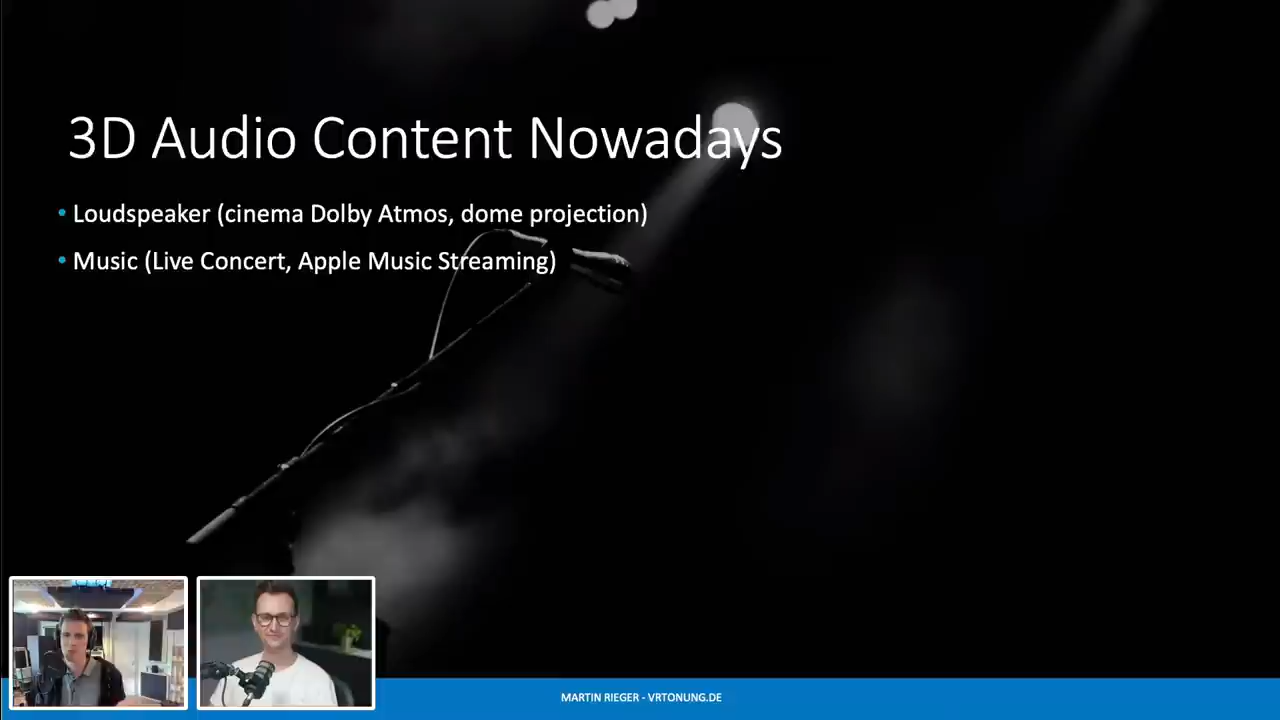 3D Audio Content Nowadays
• Loudspeaker (cinema Dolby Atmos, dome projection)
• Music (Live Concert, Apple Music Streaming)
MARTIN RIEGER - VRTONUNG.DE